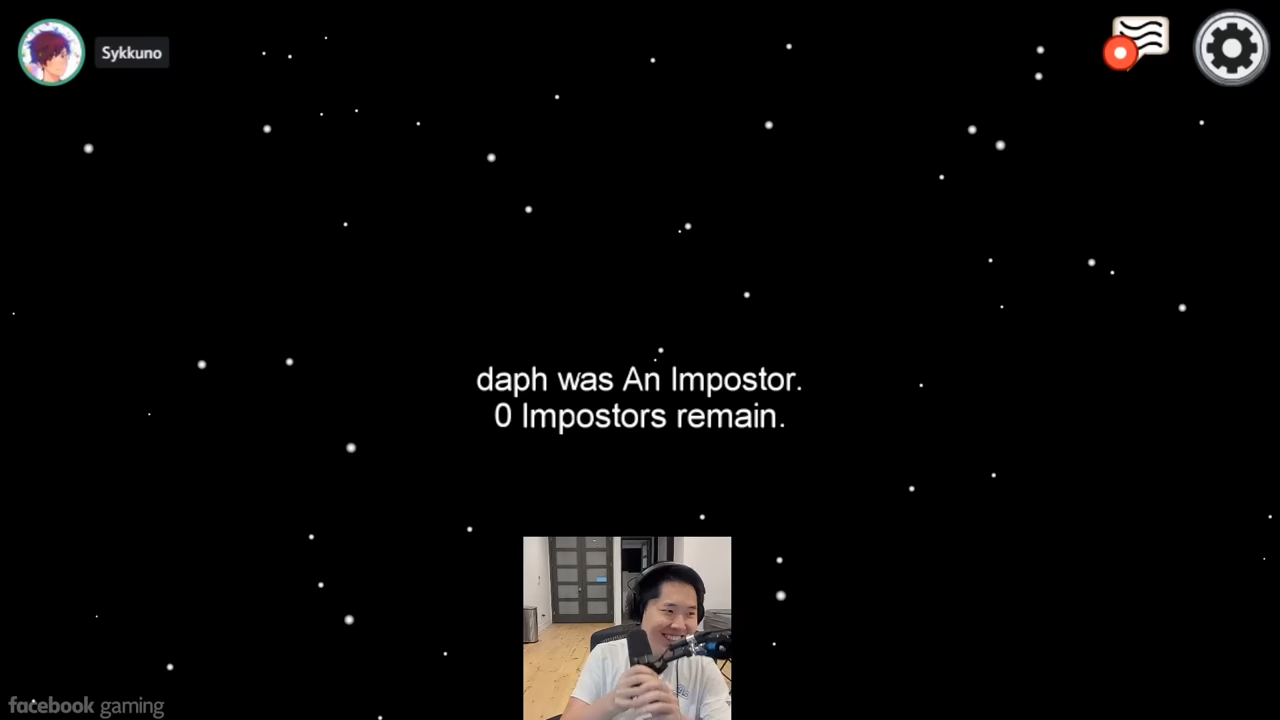 Sykkuno
daph was An Impostor.
0 Impostors remain.
facebook gaming